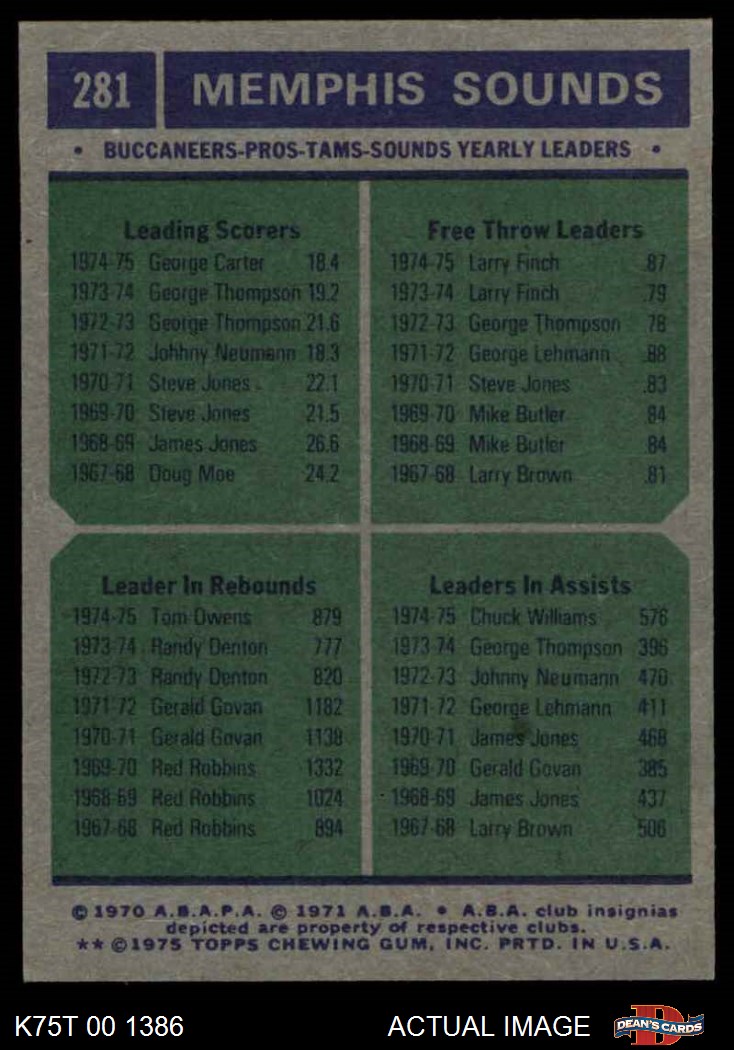 281 MEMPHIS SOUNDS
• BUCCANEERS-PROS-TAMS-SOUNDS YEARLY LEADERS •
Leading Scorers
1974-75 George Carter 18.4
1973-74 George Thompson 19.2
1972-73 George Thompson 21.6
1971-72 Johhny Neumann 18.3
1970-71 Steve Jones 22.1
1969-70 Steve Jones 21.5
1968-69 James Jones 26.6
1967-68 Doug Moe 24.2
Free Throw Leaders
1974-75 Larry Finch .87
1973-74 Larry Finch .79
1972-73 George Thompson .78
1971-72 George Lehmann .88
1970-71 Steve Jones .83
1969-70 Mike Butler .84
1968-69 Mike Butler .84
1967-68 Larry Brown .81
Leader In Rebounds
1974-75 Tom Owens 879
1973-74 Randy Denton 777
1972-73 Randy Denton 820
1971-72 Gerald Govan 1182
1970-71 Gerald Govan 1138
1969-70 Red Robbins 1332
1968-69 Red Robbins 1024
1967-68 Red Robbins 894
Leaders In Assists
1974-75 Chuck Williams 576
1973-74 George Thompson 396
1972-73 Johnny Neumann 470
1971-72 George Lehmann 411
1970-71 James Jones 468
1969-70 Gerald Govan 385
1968-69 James Jones 437
1967-68 Larry Brown 506
© 1970 A.B.A.P.A. © 1971 A.B.A. • A.B.A. club insignias
depicted are property of respective clubs.
★★ © 1975 TOPPS CHEWING GUM, INC. PRTD. IN U.S.A.
K75T 00 1386 ACTUAL IMAGE
D
DEAN'S CARDS